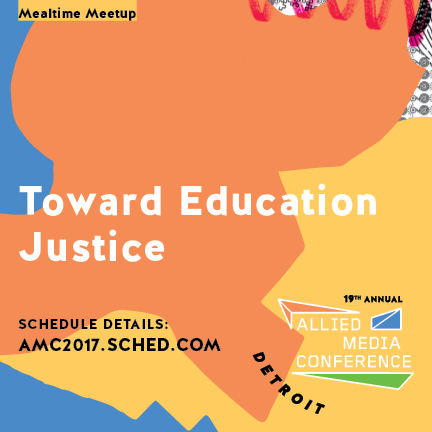 Mealtime Meetup
Toward Education
Justice
19TH ANNUAL
ALLIED
MEDIA
CONFERENCE
SCHEDULE DETAILS:
AMC2017.SCHED.COM
DETROIT